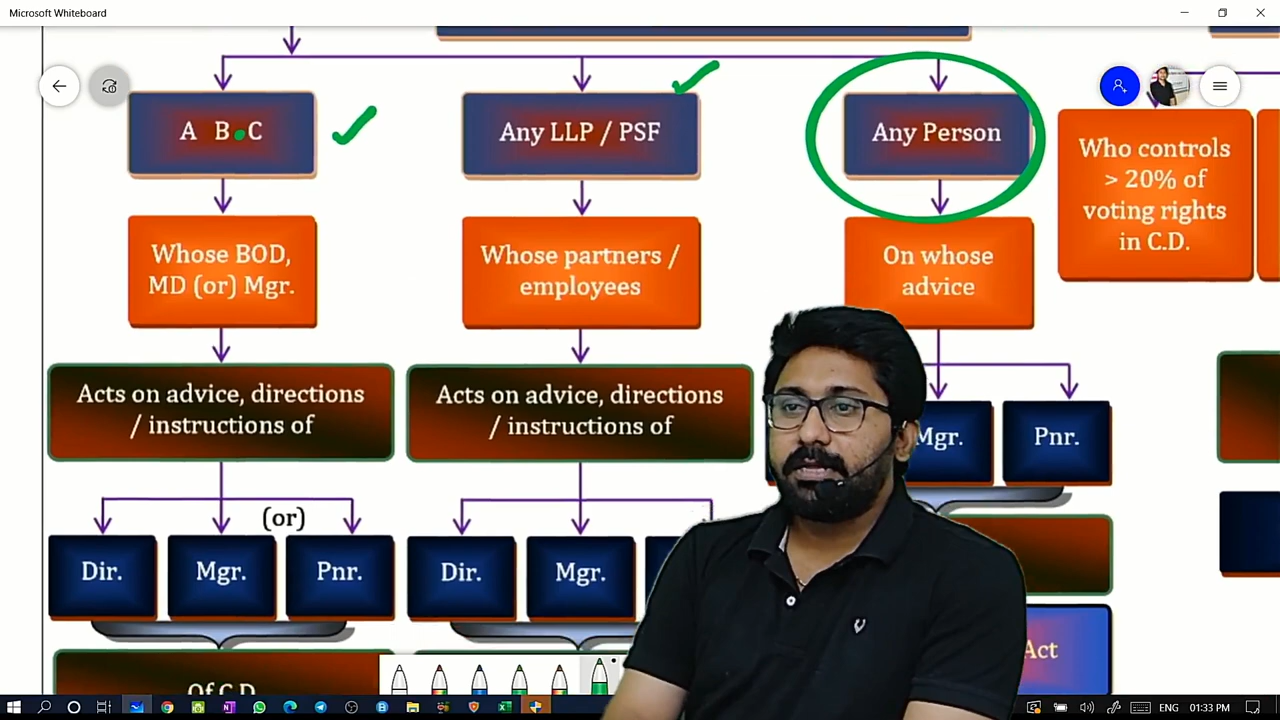 Microsoft Whiteboard
A B.C
Any LLP / PSF
Any Person
Who controls
> 20% of
voting rights
in C.D.
Whose BOD,
MD (or) Mgr.
Whose partners /
employees
On whose
advice
Acts on advice, directions
/ instructions of
Acts on advice, directions
/ instructions of
Mgr.
Pnr.
(or)
Dir.
Mgr.
Pnr.
Dir.
Mgr.
Act
Of C.D
ENG
01:33 PM